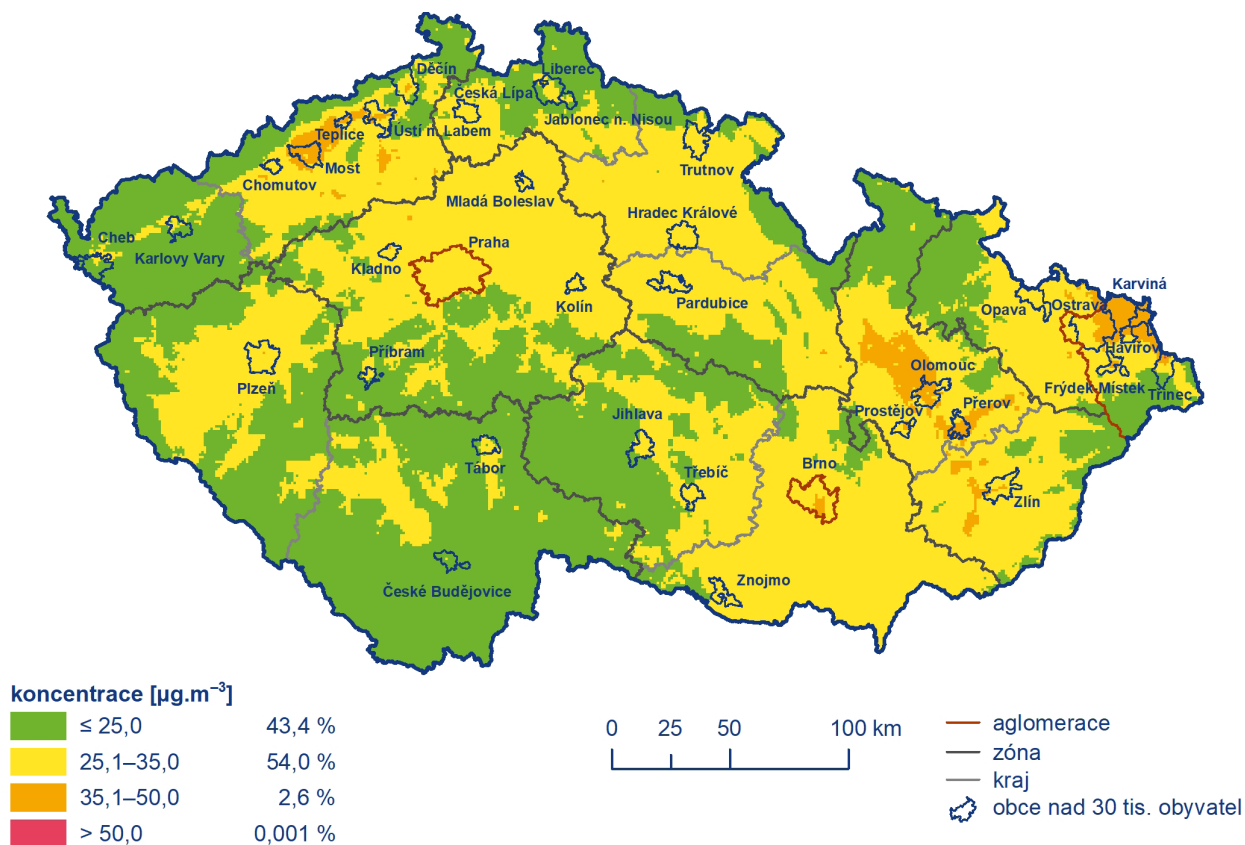 Děčín
Liberec
Česká Lípa
Jablonec n. Nisou
Teplice
Ústí n. Labem
Most
Chomutov
Trutnov
Mladá Boleslav
Hradec Králové
Cheb
Karlovy Vary
Praha
Kladno
Kolín
Pardubice
Karviná
Opava
Ostrava
Havířov
Příbram
Plzeň
Olomouc
Frýdek-Místek
Třinec
Prostějov
Přerov
Jihlava
Tábor
Třebíč
Brno
Zlín
České Budějovice
Znojmo
koncentrace [µg.m⁻³]
≤ 25,0 43,4 %
25,1–35,0 54,0 %
35,1–50,0 2,6 %
> 50,0 0,001 %
0 25 50 100 km
aglomerace
zóna
kraj
obce nad 30 tis. obyvatel